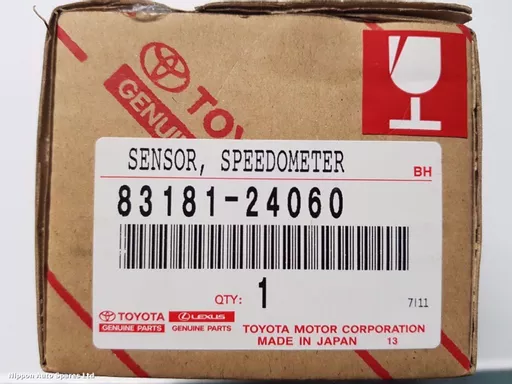 TOYOTA
GENUINE
SENSOR, SPEEDOMETER
BH
83181-24060
QTY: 1
7/11
TOYOTA
GENUINE PARTS
LEXUS
GENUINE PARTS
TOYOTA MOTOR CORPORATION
MADE IN JAPAN 13
Nippon Auto Spares Ltd